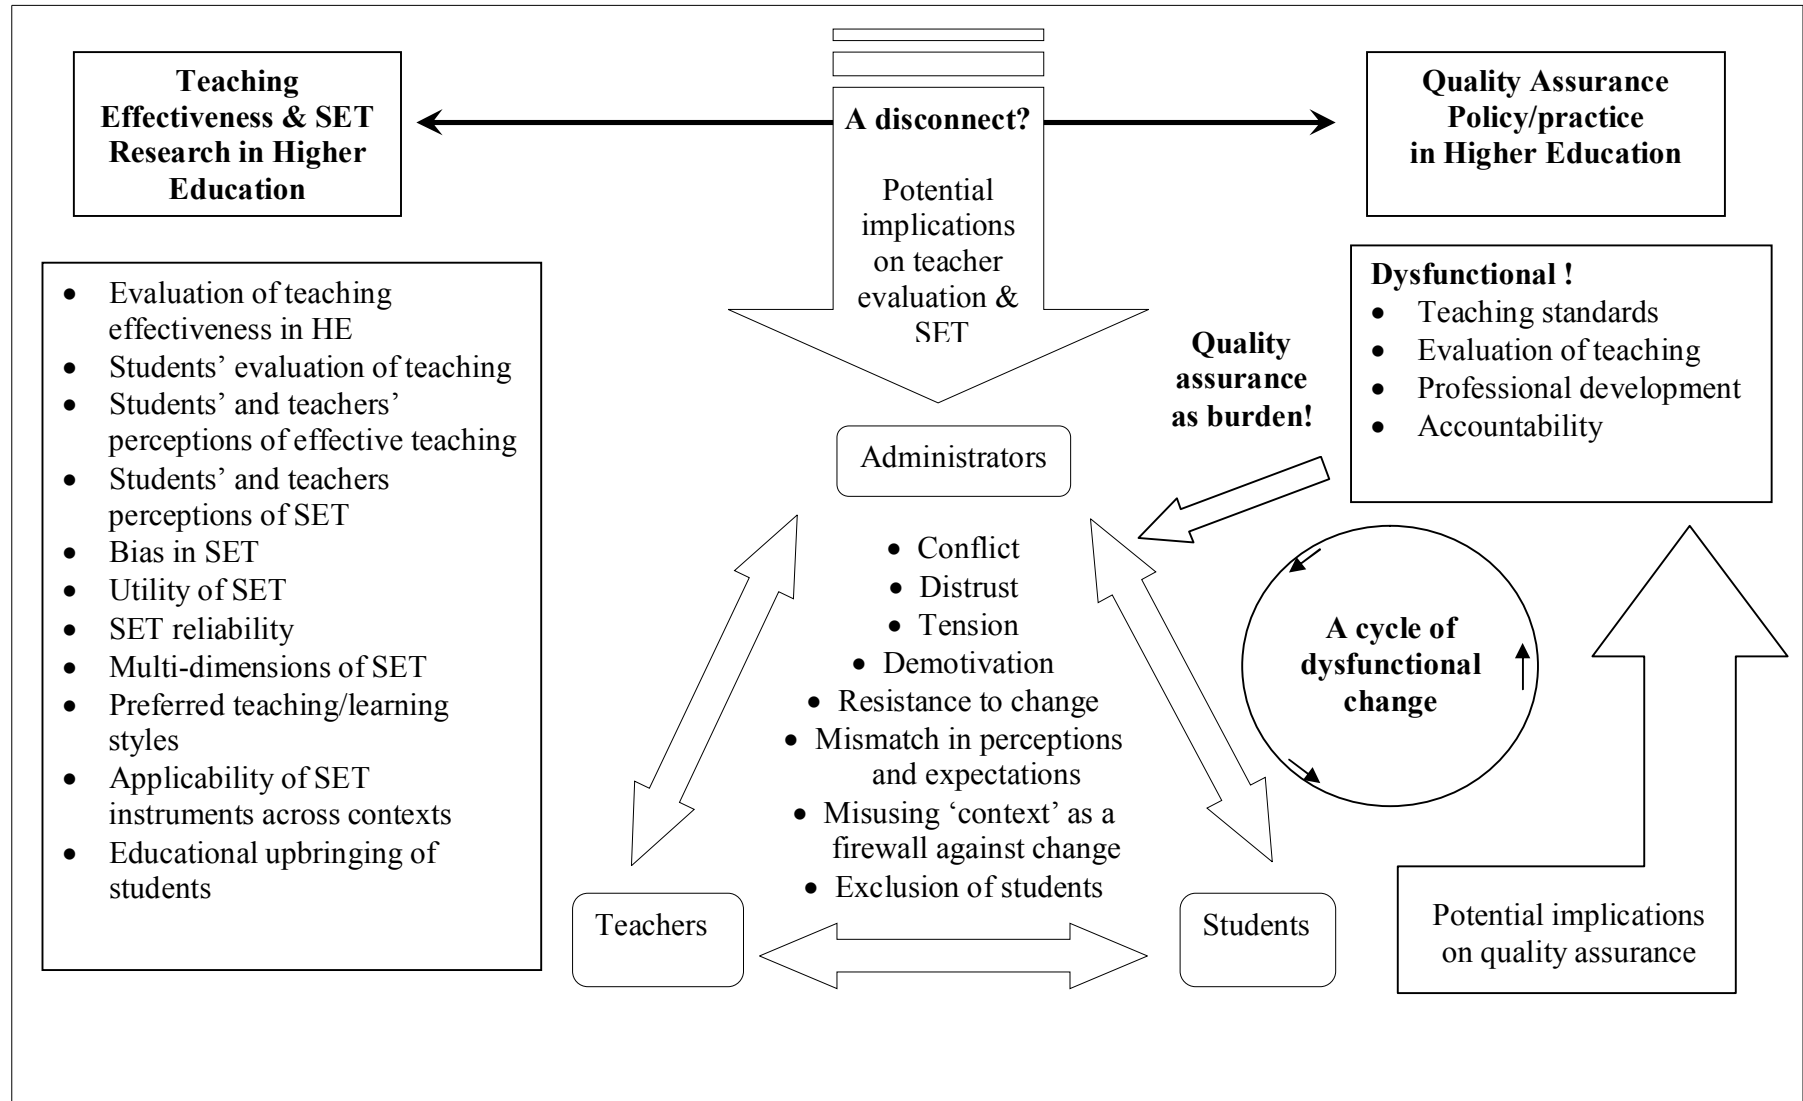 Teaching
Effectiveness & SET
Research in Higher
Education
A disconnect?
Potential
implications
on teacher
evaluation &
SET
Quality Assurance
Policy/practice
in Higher Education
• Evaluation of teaching
effectiveness in HE
• Students’ evaluation of teaching
• Students’ and teachers’
perceptions of effective teaching
• Students’ and teachers
perceptions of SET
• Bias in SET
• Utility of SET
• SET reliability
• Multi-dimensions of SET
• Preferred teaching/learning
styles
• Applicability of SET
instruments across contexts
• Educational upbringing of
students
Quality
assurance
as burden!
Dysfunctional !
• Teaching standards
• Evaluation of teaching
• Professional development
• Accountability
Administrators
• Conflict
• Distrust
• Tension
• Demotivation
• Resistance to change
• Mismatch in perceptions
and expectations
• Misusing ‘context’ as a
firewall against change
• Exclusion of students
A cycle of
dysfunctional
change
Teachers
Students
Potential implications
on quality assurance